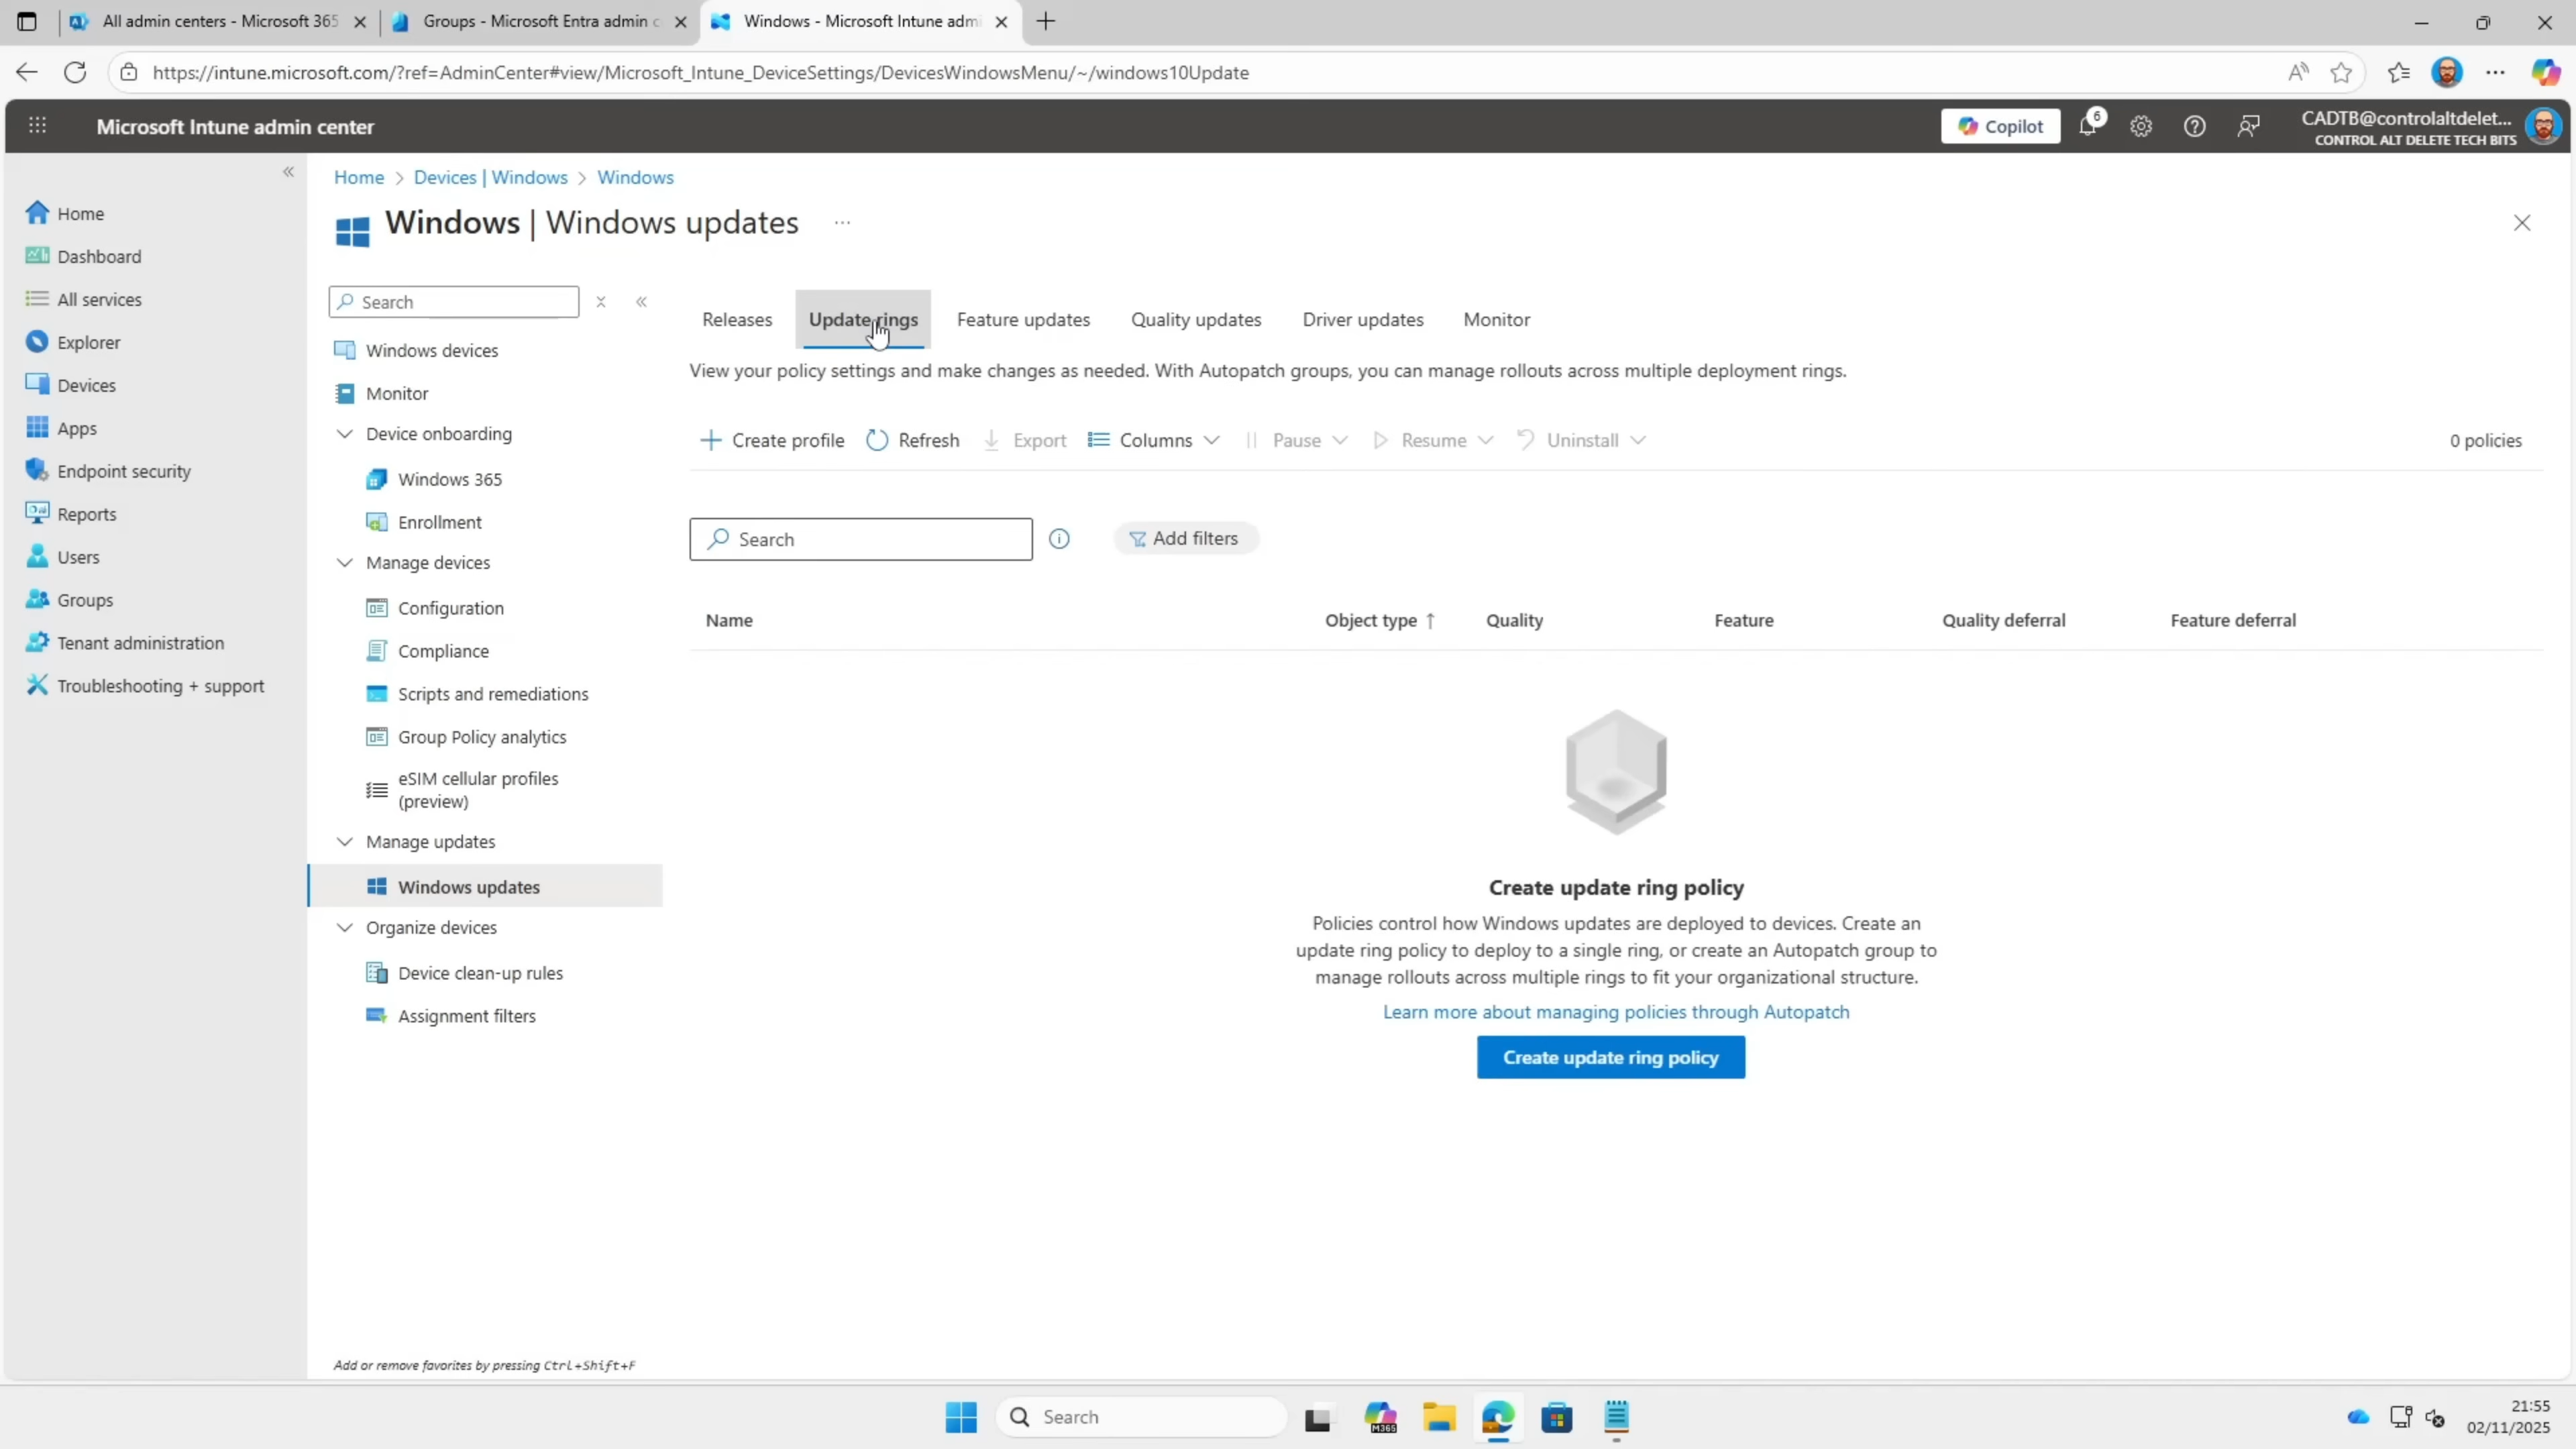 All admin centers - Microsoft 365
Groups - Microsoft Entra admin c
Windows - Microsoft Intune admi
https://intune.microsoft.com/?ref=AdminCenter#view/Microsoft_Intune_DeviceSettings/DevicesWindowsMenu/~/windows10Update
Microsoft Intune admin center
Copilot
6
CADTB@controlaltdelet...
CONTROL ALT DELETE TECH BITS
Home
Dashboard
All services
Explorer
Devices
Apps
Endpoint security
Reports
Users
Groups
Tenant administration
Troubleshooting + support
Home > Devices | Windows > Windows
Windows | Windows updates
Search
Windows devices
Monitor
Device onboarding
Windows 365
Enrollment
Manage devices
Configuration
Compliance
Scripts and remediations
Group Policy analytics
eSIM cellular profiles
(preview)
Manage updates
Windows updates
Organize devices
Device clean-up rules
Assignment filters
Add or remove favorites by pressing Ctrl+Shift+F
Releases Update rings Feature updates Quality updates Driver updates Monitor
View your policy settings and make changes as needed. With Autopatch groups, you can manage rollouts across multiple deployment rings.
Create profile Refresh Export Columns Pause Resume Uninstall 0 policies
Search Add filters
Name Object type ↑ Quality Feature Quality deferral Feature deferral
Create update ring policy
Policies control how Windows updates are deployed to devices. Create an
update ring policy to deploy to a single ring, or create an Autopatch group to
manage rollouts across multiple rings to fit your organizational structure.
Learn more about managing policies through Autopatch
Create update ring policy
Search
M365
21:55
02/11/2025